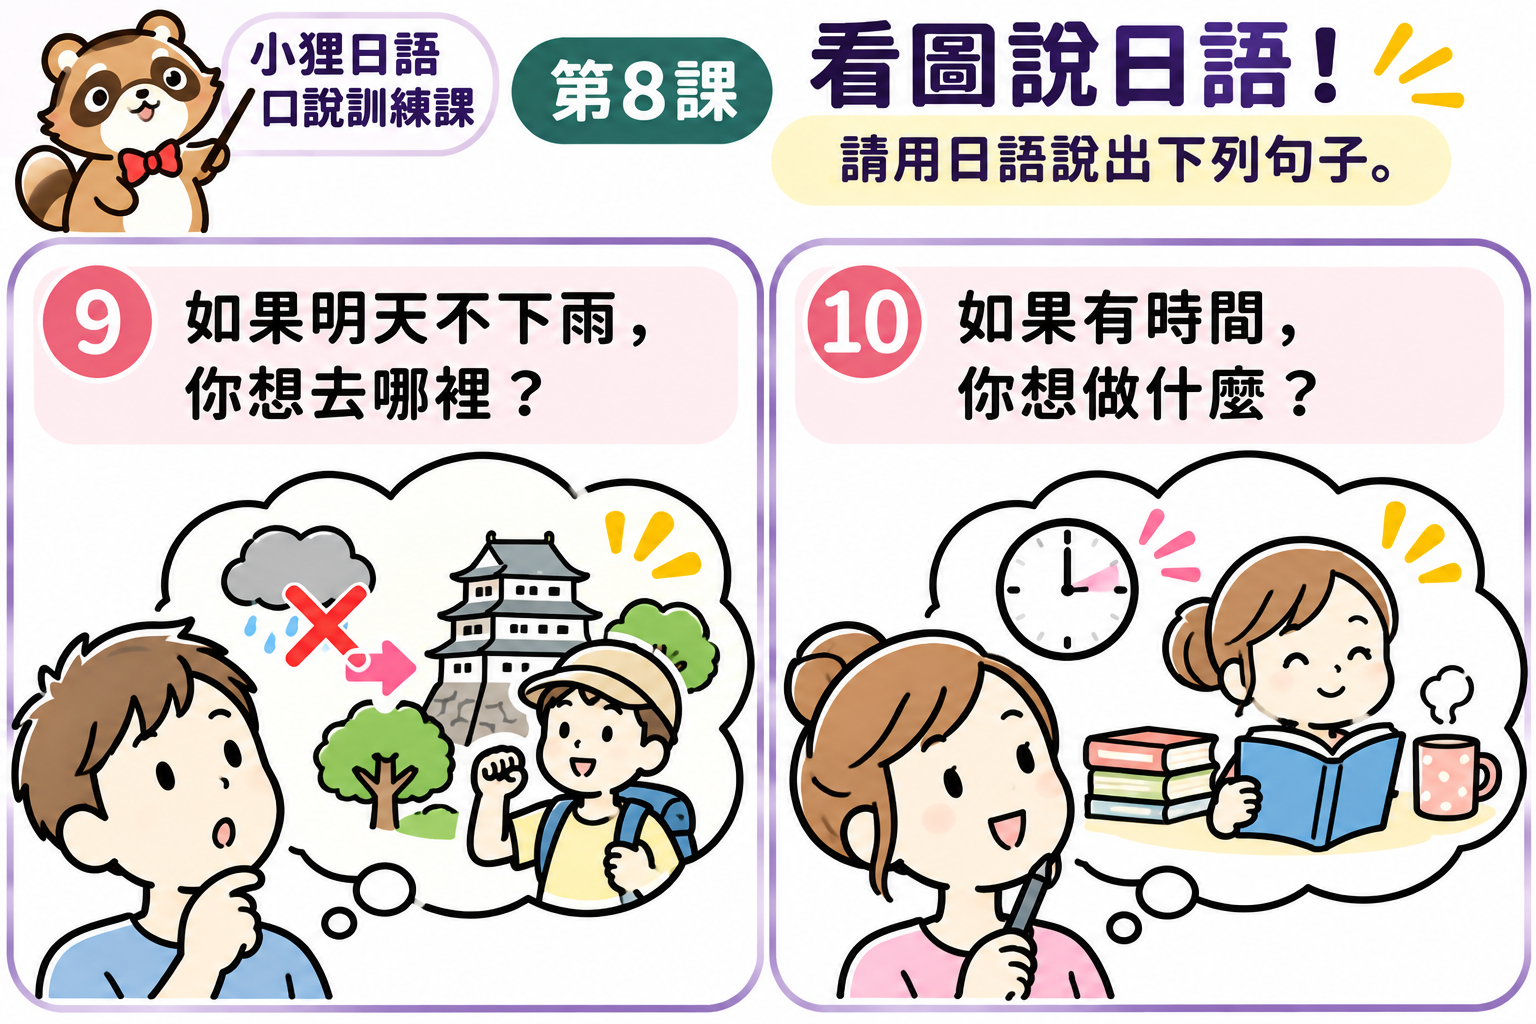 小狸日語
口說訓練課
第8課
看圖說日語！
請用日語說出下列句子。
9
如果明天不下雨，
你想去哪裡？
10
如果有時間，
你想做什麼？